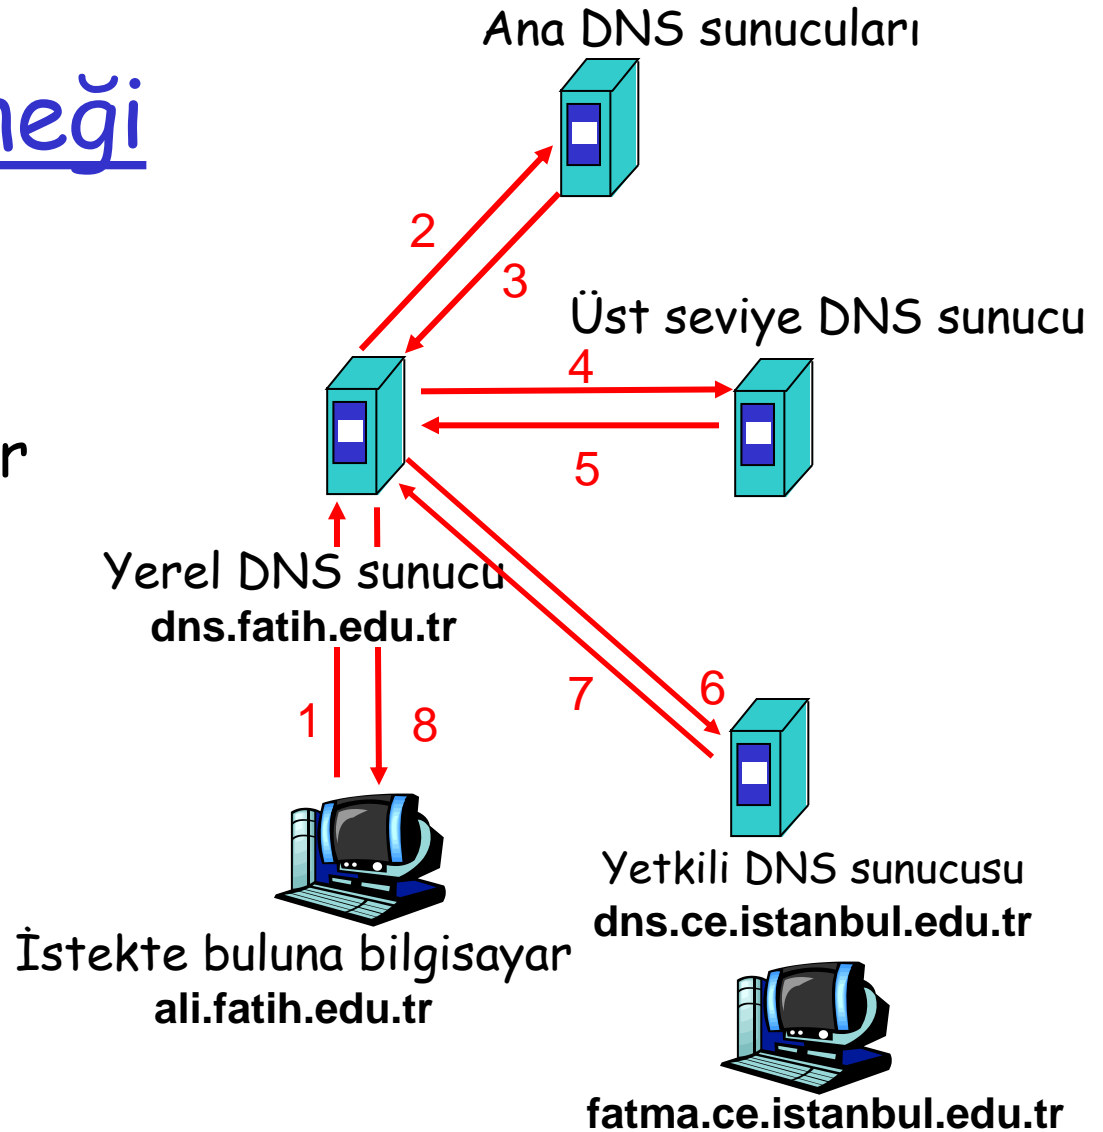 Ana DNS sunucuları
neği
2
3
Üst seviye DNS sunucu
4
r
5
Yerel DNS sunucu
dns.fatih.edu.tr
7
6
1
8
Yetkili DNS sunucusu
dns.ce.istanbul.edu.tr
İstekte buluna bilgisayar
ali.fatih.edu.tr
fatma.ce.istanbul.edu.tr